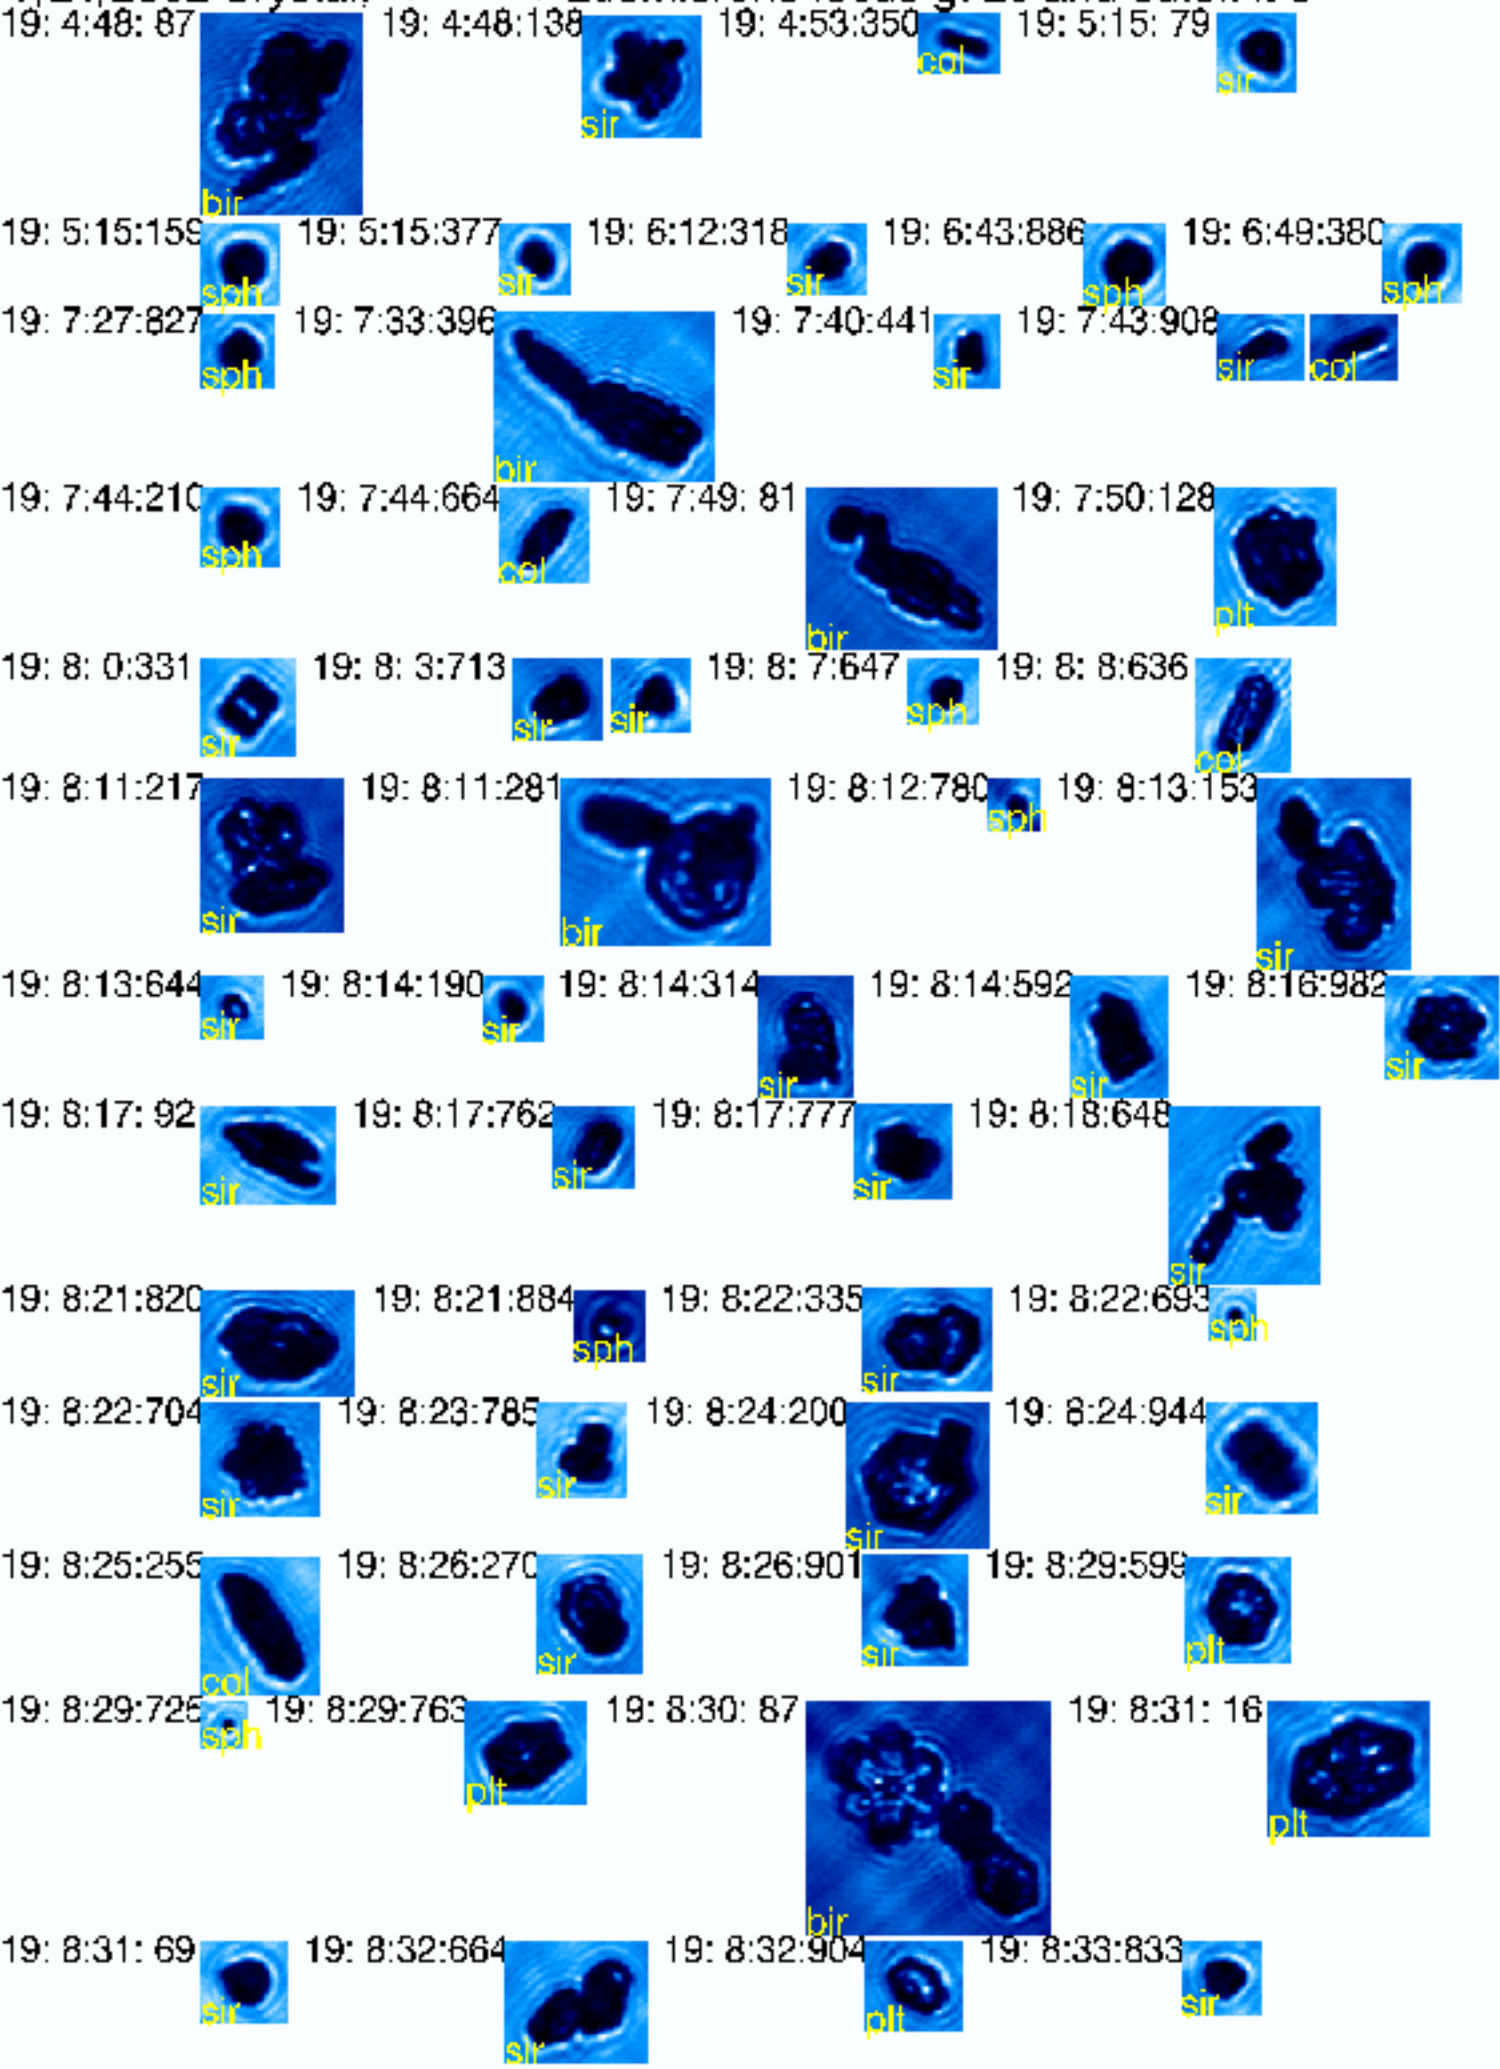 19: 4:48: 87 bir 19: 4:48:138 sir 19: 4:53:350 col 19: 5:15: 79 sir
19: 5:15:159 sph 19: 5:15:377 sir 19: 6:12:318 sir 19: 6:43:886 sph 19: 6:49:380 sph
19: 7:27:827 sph 19: 7:33:396 bir 19: 7:40:441 sir 19: 7:43:908 sir col
19: 7:44:210 sph 19: 7:44:664 col 19: 7:49: 81 bir 19: 7:50:128 plt
19: 8: 0:331 sir 19: 8: 3:713 sir sir 19: 8: 7:647 sph 19: 8: 8:636 col
19: 8:11:217 sir 19: 8:11:281 bir 19: 8:12:780 sph 19: 8:13:153 sir
19: 8:13:644 sir 19: 8:14:190 sir 19: 8:14:314 sir 19: 8:14:592 sir 19: 8:16:982 sir
19: 8:17: 92 sir 19: 8:17:762 sir 19: 8:17:777 sir 19: 8:18:648 sir
19: 8:21:820 sir 19: 8:21:884 sph 19: 8:22:335 sir 19: 8:22:693 sph
19: 8:22:704 sir 19: 8:23:785 sir 19: 8:24:200 sir 19: 8:24:944 sir
19: 8:25:255 col 19: 8:26:270 sir 19: 8:26:901 sir 19: 8:29:599 plt
19: 8:29:725 sph 19: 8:29:763 plt 19: 8:30: 87 bir 19: 8:31: 16 plt
19: 8:31: 69 sir 19: 8:32:664 sir 19: 8:32:904 plt 19: 8:33:833 sir